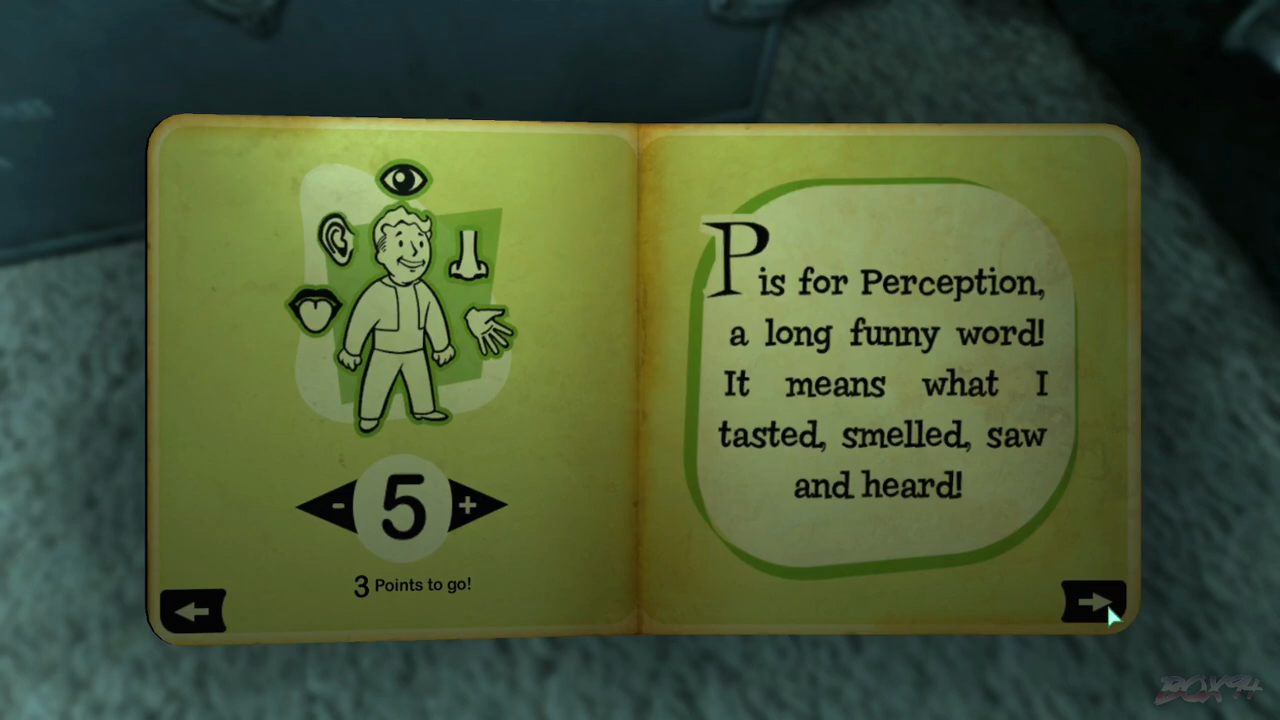 -
5
+
3 Points to go!
P is for Perception,
a long funny word!
It means what I
tasted, smelled, saw
and heard!